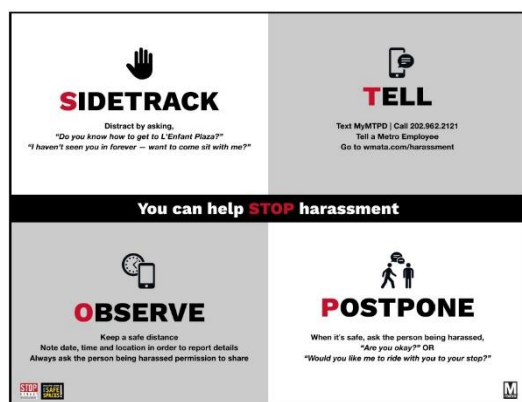 SIDETRACK
Distract by asking,
"Do you know how to get to L'Enfant Plaza?"
"I haven't seen you in forever — want to come sit with me?"
TELL
Text MyMTPD | Call 202.962.2121
Tell a Metro Employee
Go to wmata.com/harassment
You can help STOP harassment
OBSERVE
Keep a safe distance
Note date, time and location in order to report details
Always ask the person being harassed permission to share
POSTPONE
When it's safe, ask the person being harassed,
"Are you okay?" OR
"Would you like me to ride with you to your stop?"
STOP
SAFE
SPACES
M